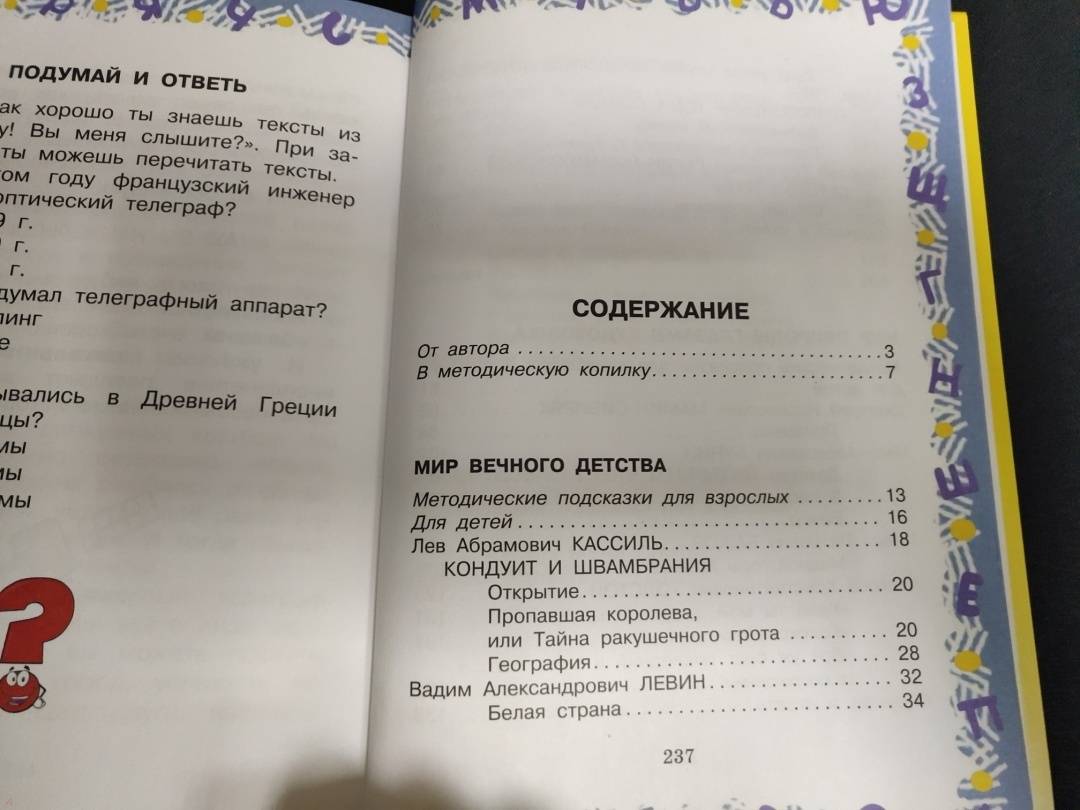 ПОДУМАЙ И ОТВЕТЬ
ак хорошо ты знаешь тексты из
у! Вы меня слышите?». При за-
ты можешь перечитать тексты.
ом году французский инженер
оптический телеграф?
9 г.
г.
г.
думал телеграфный аппарат?
линг
е
ывались в Древней Греции
цы?
мы
мы
мы
СОДЕРЖАНИЕ
От автора ........................................ 3
В методическую копилку.......................... 7
МИР ВЕЧНОГО ДЕТСТВА
Методические подсказки для взрослых ......... 13
Для детей ........................................ 16
Лев Абрамович КАССИЛЬ........................ 18
КОНДУИТ И ШВАМБРАНИЯ
Открытие................................. 20
Пропавшая королева,
или Тайна ракушечного грота .......... 20
География................................ 28
Вадим Александрович ЛЕВИН.................... 32
Белая страна............................. 34
237
З
Щ
Г
Н
Ш
Е
П